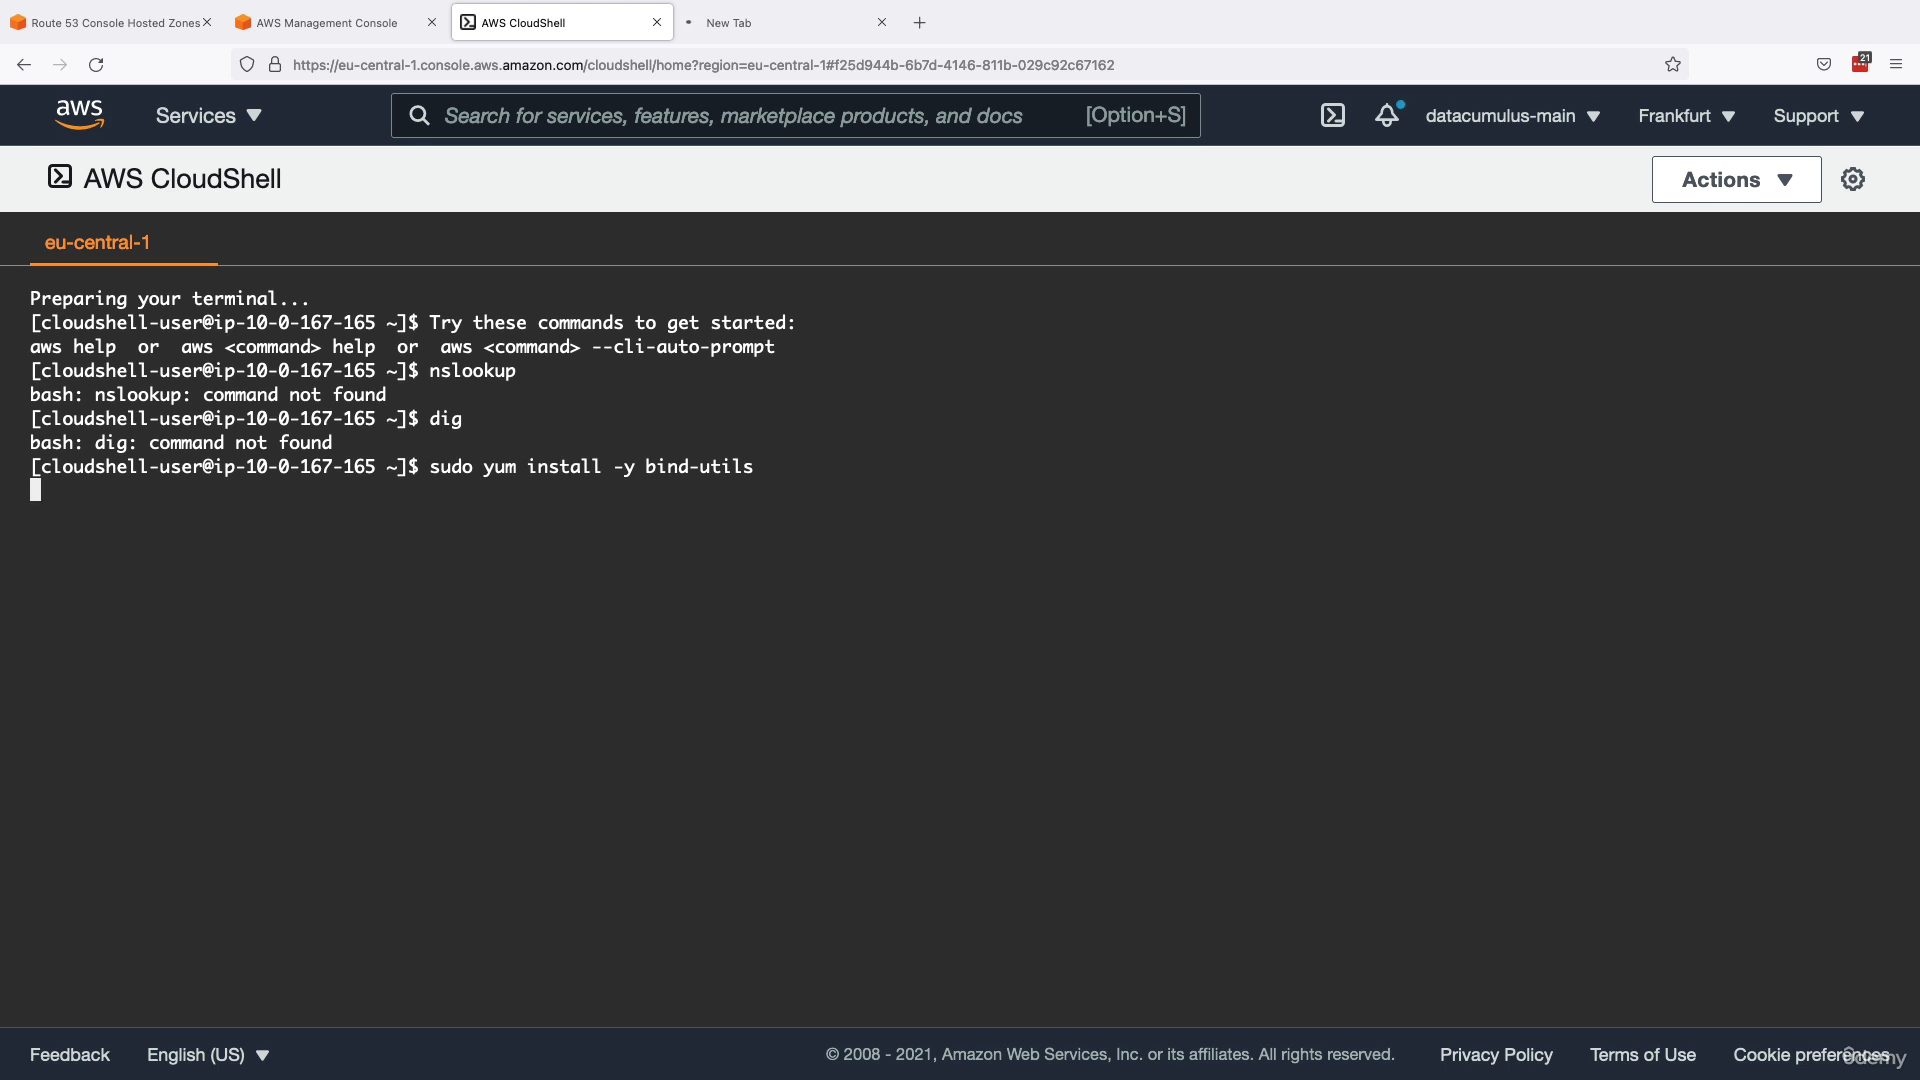 Route 53 Console Hosted Zones
AWS Management Console
AWS CloudShell
New Tab
https://eu-central-1.console.aws.amazon.com/cloudshell/home?region=eu-central-1#f25d944b-6b7d-4146-811b-029c92c67162
21
aws
Services
Search for services, features, marketplace products, and docs
[Option+S]
datacumulus-main
Frankfurt
Support
AWS CloudShell
Actions
eu-central-1
Preparing your terminal...
[cloudshell-user@ip-10-0-167-165 ~]$ Try these commands to get started:
aws help  or  aws <command> help  or  aws <command> --cli-auto-prompt
[cloudshell-user@ip-10-0-167-165 ~]$ nslookup
bash: nslookup: command not found
[cloudshell-user@ip-10-0-167-165 ~]$ dig
bash: dig: command not found
[cloudshell-user@ip-10-0-167-165 ~]$ sudo yum install -y bind-utils
Feedback
English (US)
© 2008 - 2021, Amazon Web Services, Inc. or its affiliates. All rights reserved.
Privacy Policy
Terms of Use
Cookie preferences
udemy